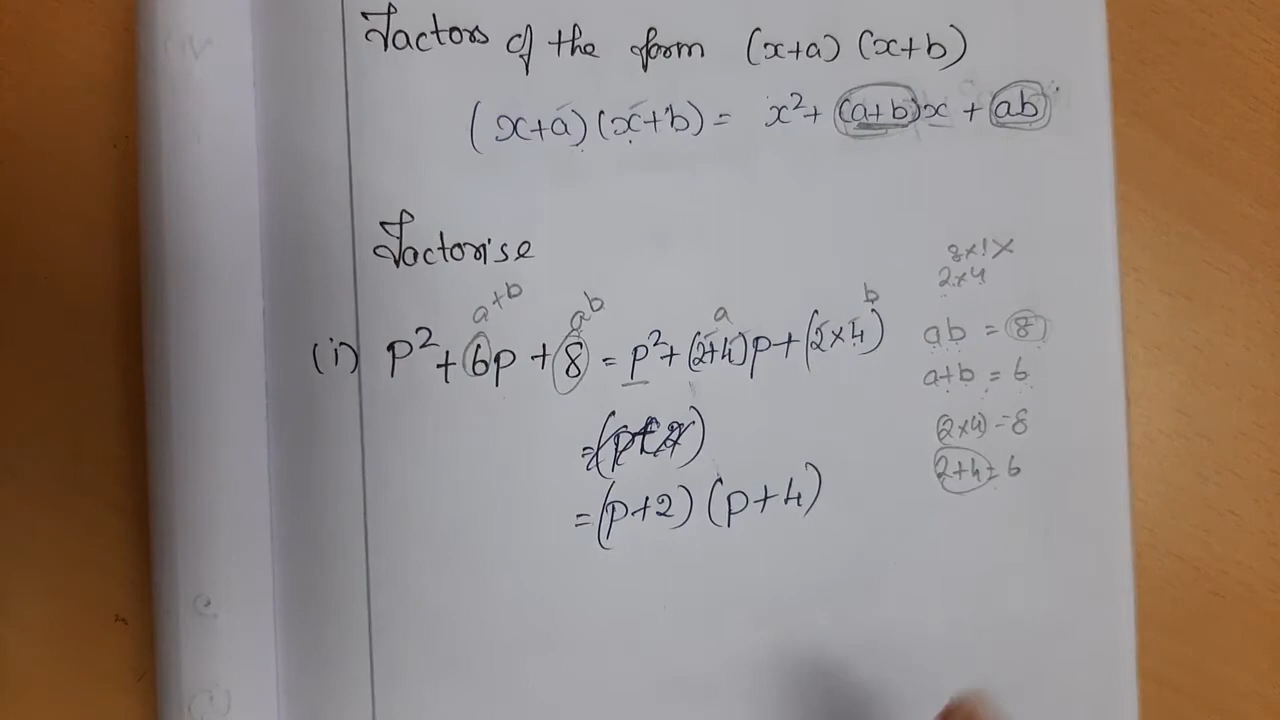 Factors of the form (x+a) (x+b)
(x+a)(x+b) = x² + (a+b)x + ab
Factorise
8×1 ×
2×4
a+b ab a b
(i) p² + 6p + 8 = p² + (2+4)p + (2×4)
ab = 8
a+b = 6
(2×4) = 8
2+4 = 6
= (p+2) (p+4)